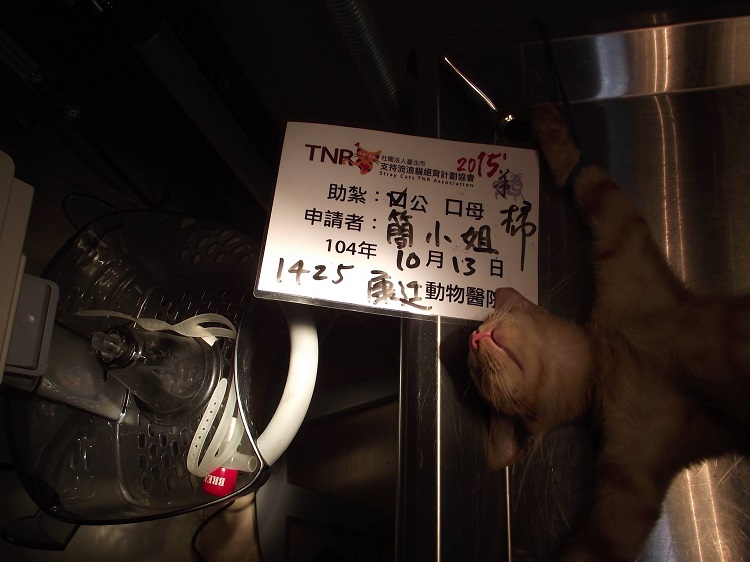 TNR 社團法人臺北市 2015'
支持流浪貓絕育計劃協會
Stray Cats TNR Association
助紮：☑公 口母 柿
申請者：簡小姐
104年 10月13日
1425 動物醫院